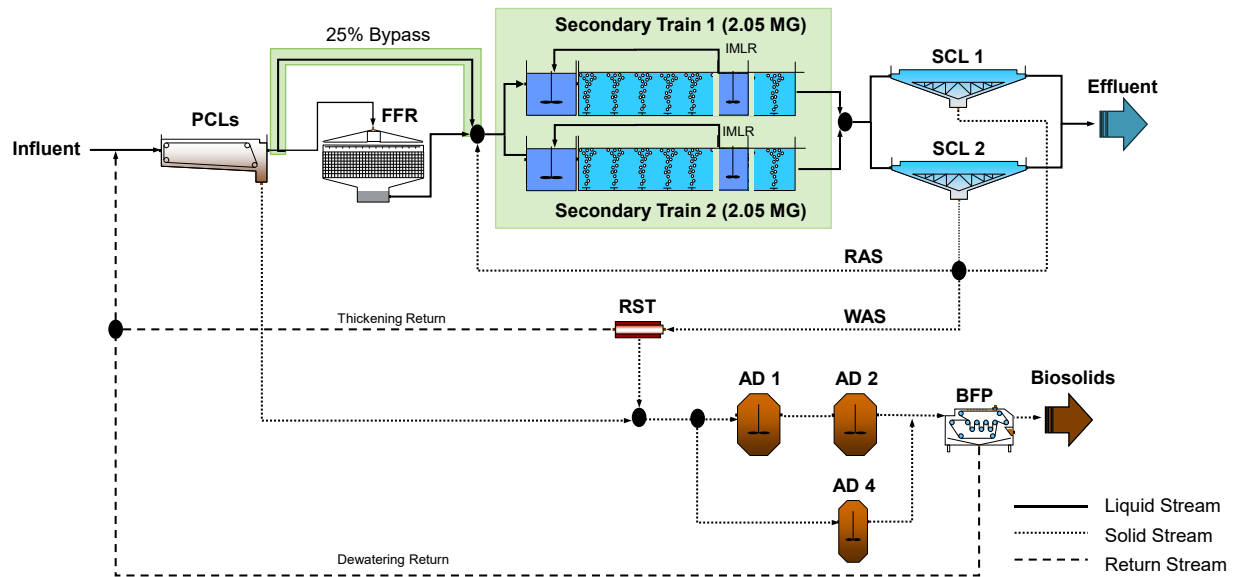 Secondary Train 1 (2.05 MG)
25% Bypass
IMLR
SCL 1
Effluent
PCLs
FFR
Influent
IMLR
SCL 2
Secondary Train 2 (2.05 MG)
RAS
RST
Thickening Return
WAS
AD 1
AD 2
BFP
Biosolids
AD 4
Liquid Stream
Solid Stream
Dewatering Return
Return Stream